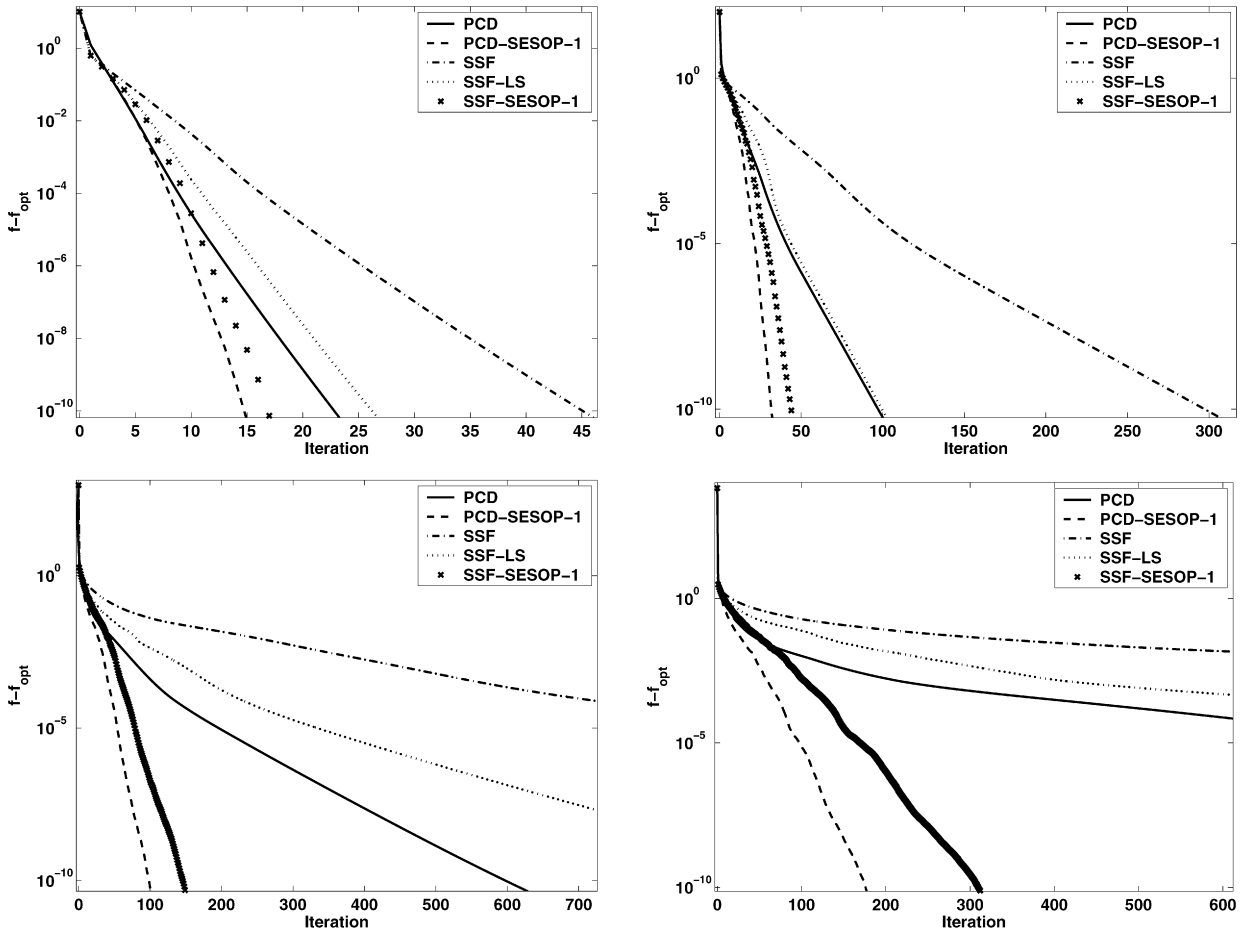 PCD
PCD-SESOP-1
SSF
SSF-LS
SSF-SESOP-1
10^0
10^-2
10^-4
10^-6
10^-8
10^-10
f-f_opt
0 5 10 15 20 25 30 35 40 45
Iteration
PCD
PCD-SESOP-1
SSF
SSF-LS
SSF-SESOP-1
10^0
10^-5
10^-10
f-f_opt
0 50 100 150 200 250 300
Iteration
PCD
PCD-SESOP-1
SSF
SSF-LS
SSF-SESOP-1
10^0
10^-5
10^-10
f-f_opt
0 100 200 300 400 500 600 700
Iteration
PCD
PCD-SESOP-1
SSF
SSF-LS
SSF-SESOP-1
10^0
10^-5
10^-10
f-f_opt
0 100 200 300 400 500 600
Iteration